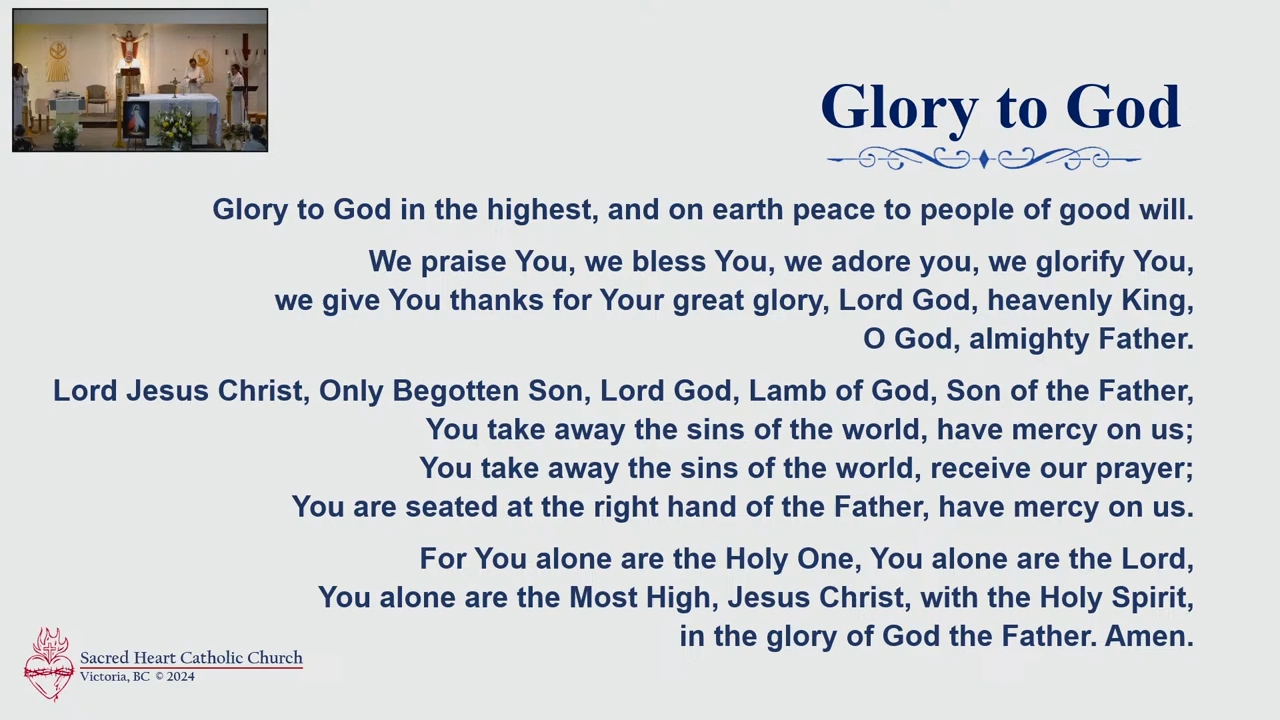 Glory to God
Glory to God in the highest, and on earth peace to people of good will.
We praise You, we bless You, we adore you, we glorify You,
we give You thanks for Your great glory, Lord God, heavenly King,
O God, almighty Father.
Lord Jesus Christ, Only Begotten Son, Lord God, Lamb of God, Son of the Father,
You take away the sins of the world, have mercy on us;
You take away the sins of the world, receive our prayer;
You are seated at the right hand of the Father, have mercy on us.
For You alone are the Holy One, You alone are the Lord,
You alone are the Most High, Jesus Christ, with the Holy Spirit,
in the glory of God the Father. Amen.
Sacred Heart Catholic Church
Victoria, BC © 2024